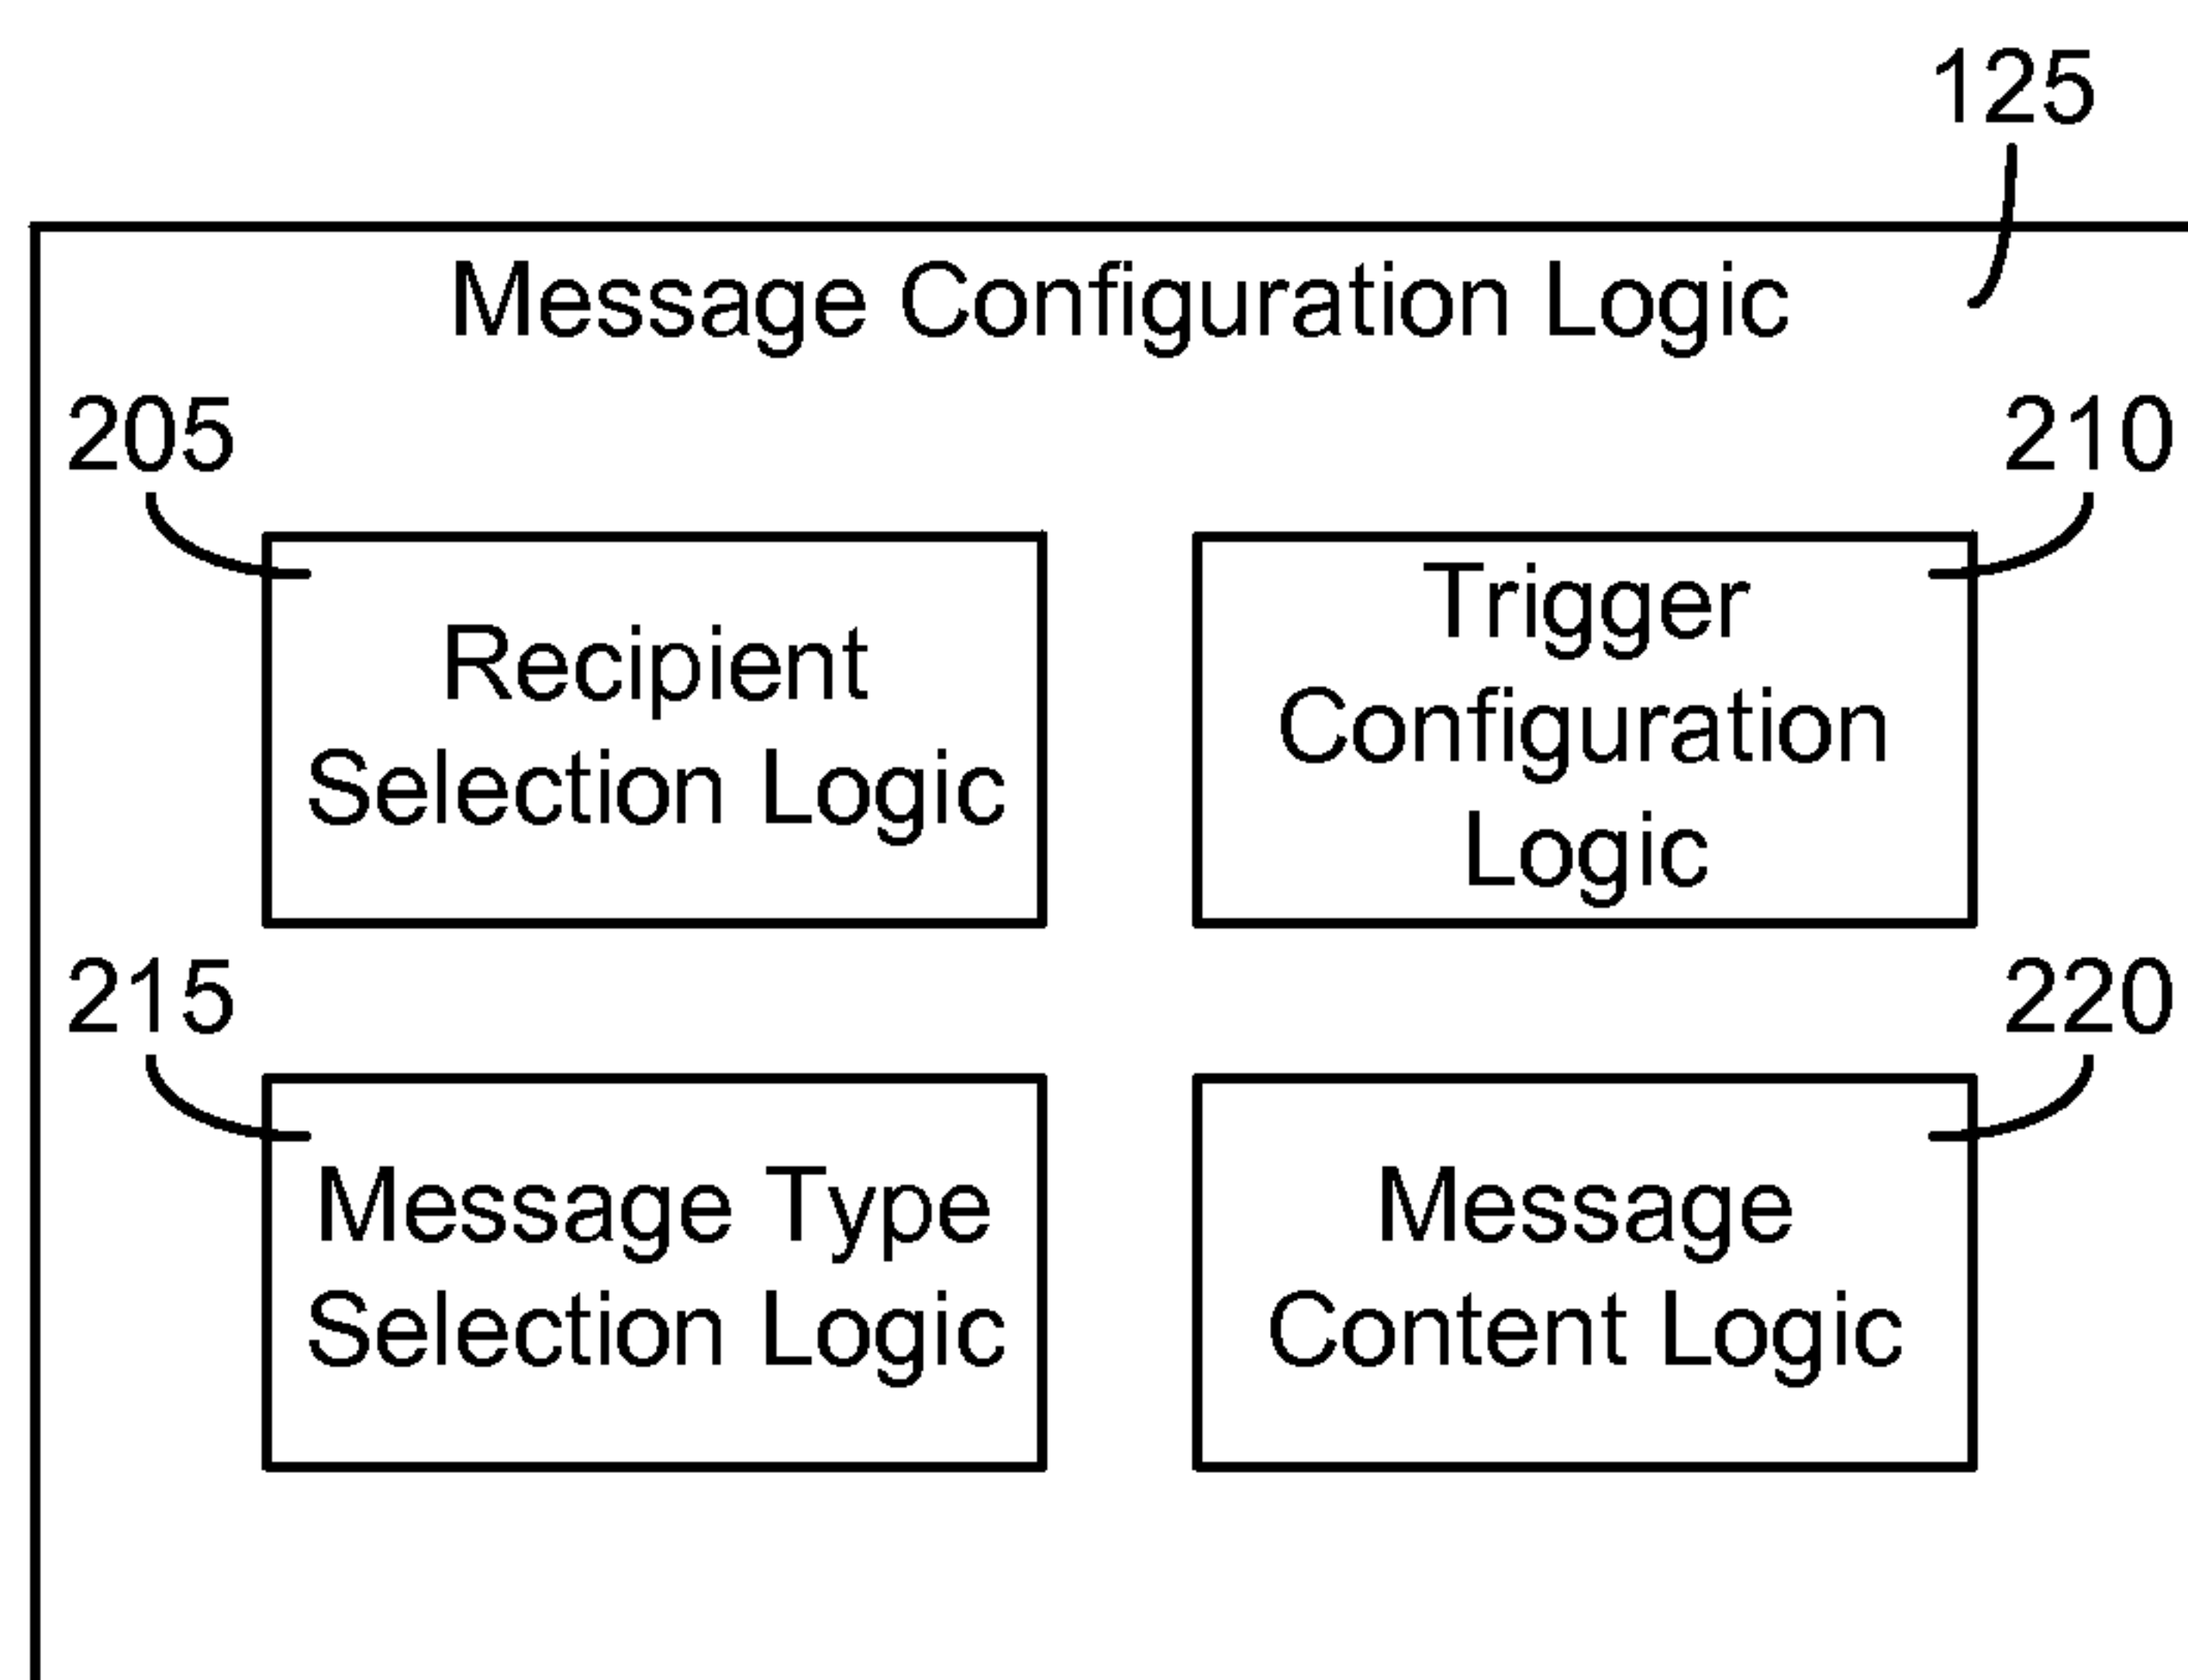 125
Message Configuration Logic
205
210
Recipient
Selection Logic
Trigger
Configuration
Logic
215
220
Message Type
Selection Logic
Message
Content Logic